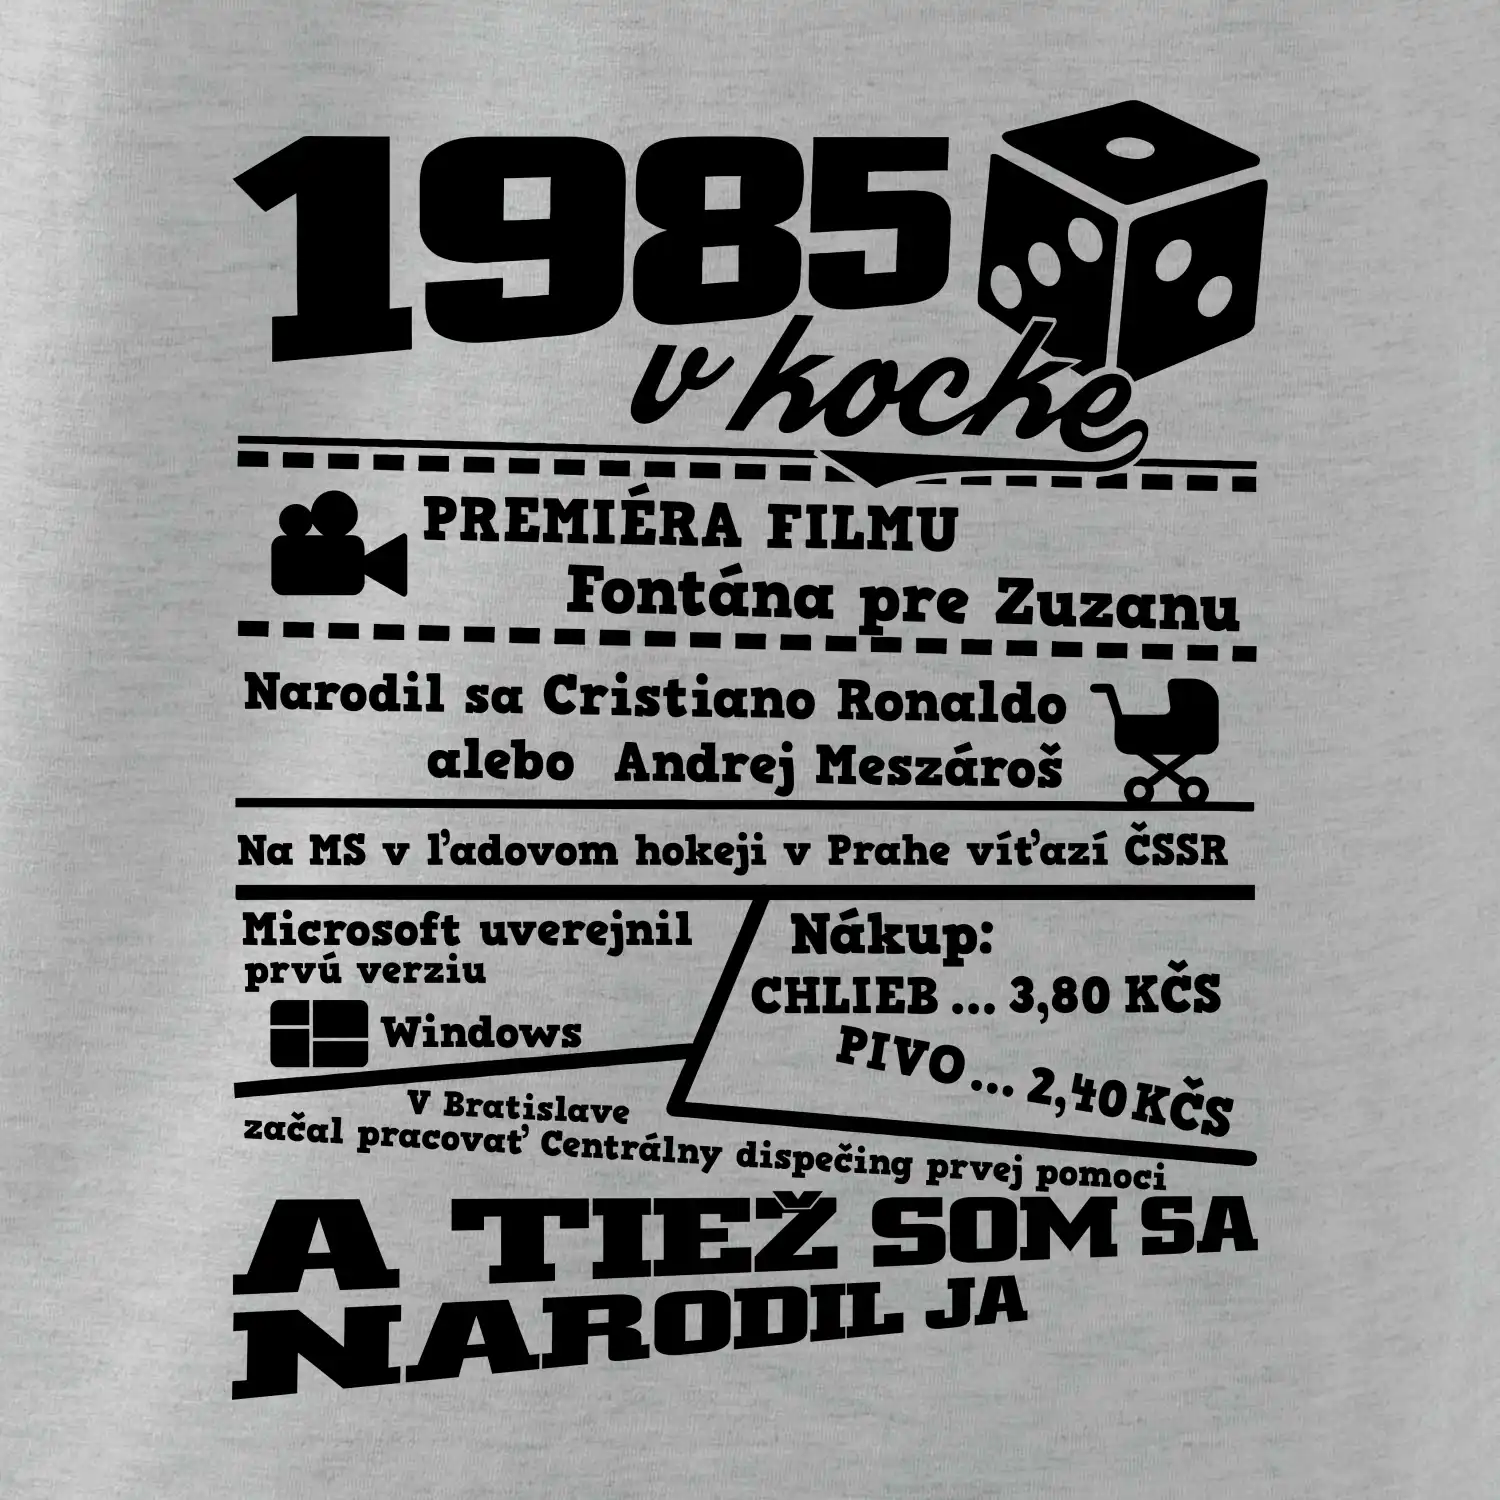 1985
v kocke
PREMIÉRA FILMU
Fontána pre Zuzanu
Narodil sa Cristiano Ronaldo
alebo Andrej Meszároš
Na MS v ľadovom hokeji v Prahe víťazí ČSSR
Microsoft uverejnil
prvú verziu
Windows
Nákup:
CHLIEB ... 3,80 KČS
PIVO ... 2,40 KČS
V Bratislave
začal pracovať Centrálny dispečing prvej pomoci
A TIEŽ SOM SA
NARODIL JA